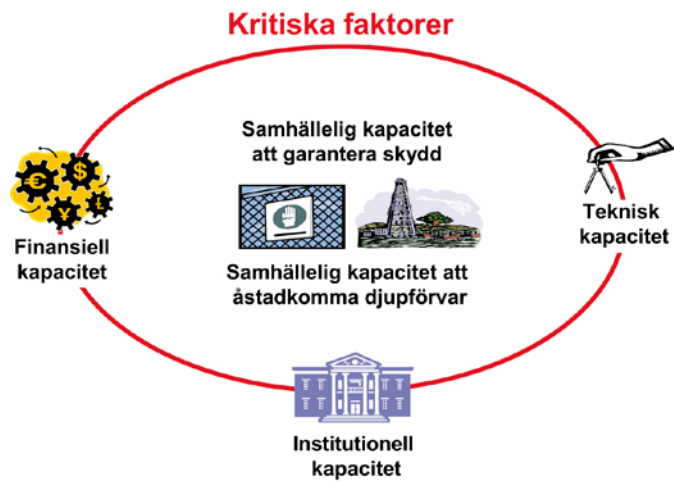 Kritiska faktorer
Samhällelig kapacitet
att garantera skydd
Finansiell
kapacitet
Teknisk
kapacitet
Samhällelig kapacitet att
åstadkomma djupförvar
Institutionell
kapacitet